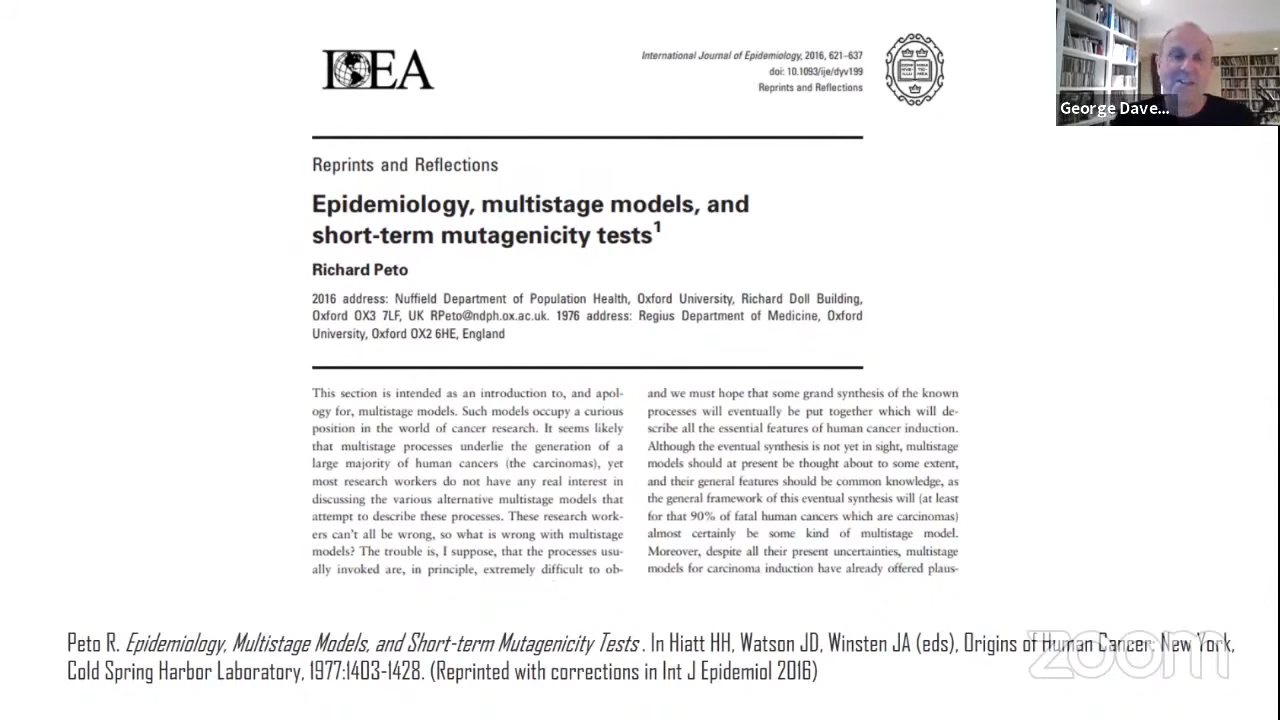 IEA
International Journal of Epidemiology, 2016, 621–637
doi: 10.1093/ije/dyv199
Reprints and Reflections
George Dave...
Reprints and Reflections
Epidemiology, multistage models, and
short-term mutagenicity tests1
Richard Peto
2016 address: Nuffield Department of Population Health, Oxford University, Richard Doll Building,
Oxford OX3 7LF, UK RPeto@ndph.ox.ac.uk. 1976 address: Regius Department of Medicine, Oxford
University, Oxford OX2 6HE, England
This section is intended as an introduction to, and apol-
ogy for, multistage models. Such models occupy a curious
position in the world of cancer research. It seems likely
that multistage processes underlie the generation of a
large majority of human cancers (the carcinomas), yet
most research workers do not have any real interest in
discussing the various alternative multistage models that
attempt to describe these processes. These research work-
ers can't all be wrong, so what is wrong with multistage
models? The trouble is, I suppose, that the processes usu-
ally invoked are, in principle, extremely difficult to ob-
and we must hope that some grand synthesis of the known
processes will eventually be put together which will de-
scribe all the essential features of human cancer induction.
Although the eventual synthesis is not yet in sight, multistage
models should at present be thought about to some extent,
and their general features should be common knowledge, as
the general framework of this eventual synthesis will (at least
for that 90% of fatal human cancers which are carcinomas)
almost certainly be some kind of multistage model.
Moreover, despite all their present uncertainties, multistage
models for carcinoma induction have already offered plaus-
Peto R. Epidemiology, Multistage Models, and Short-term Mutagenicity Tests . In Hiatt HH, Watson JD, Winsten JA (eds), Origins of Human Cancer: New York,
Cold Spring Harbor Laboratory, 1977:1403-1428. (Reprinted with corrections in Int J Epidemiol 2016)
zoom